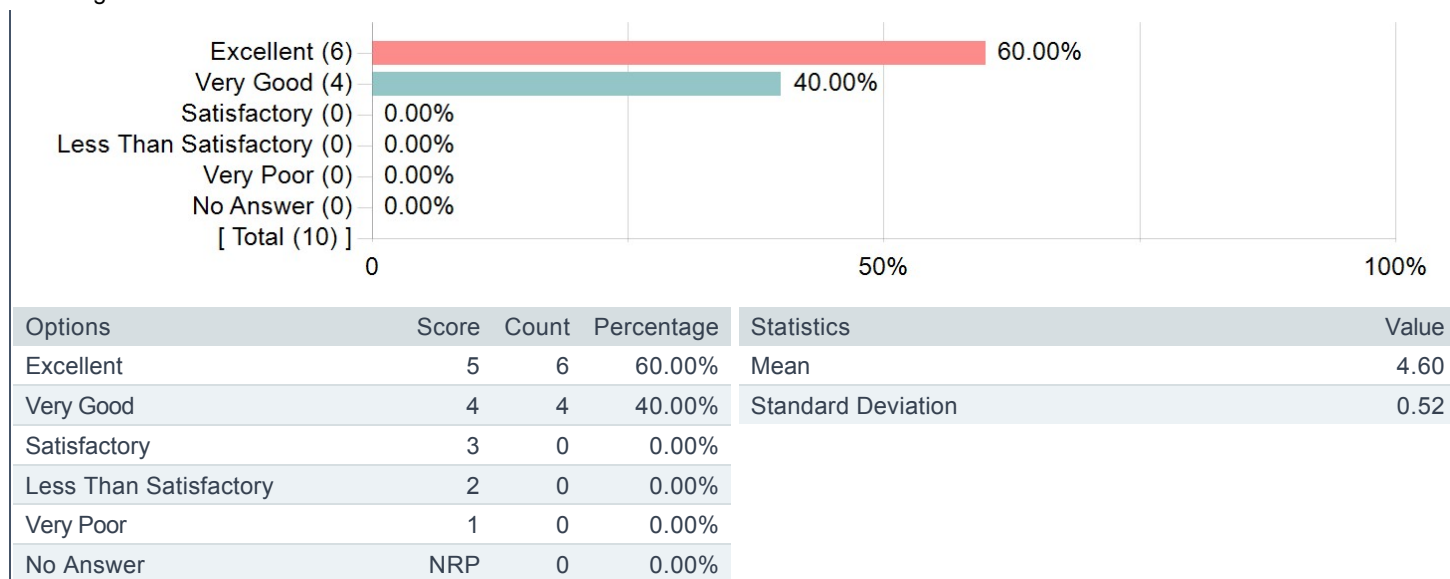 Excellent (6) 60.00%
Very Good (4) 40.00%
Satisfactory (0) 0.00%
Less Than Satisfactory (0) 0.00%
Very Poor (0) 0.00%
No Answer (0) 0.00%
[ Total (10) ]
0 50% 100%
Options Score Count Percentage Statistics Value
Excellent 5 6 60.00% Mean 4.60
Very Good 4 4 40.00% Standard Deviation 0.52
Satisfactory 3 0 0.00%
Less Than Satisfactory 2 0 0.00%
Very Poor 1 0 0.00%
No Answer NRP 0 0.00%